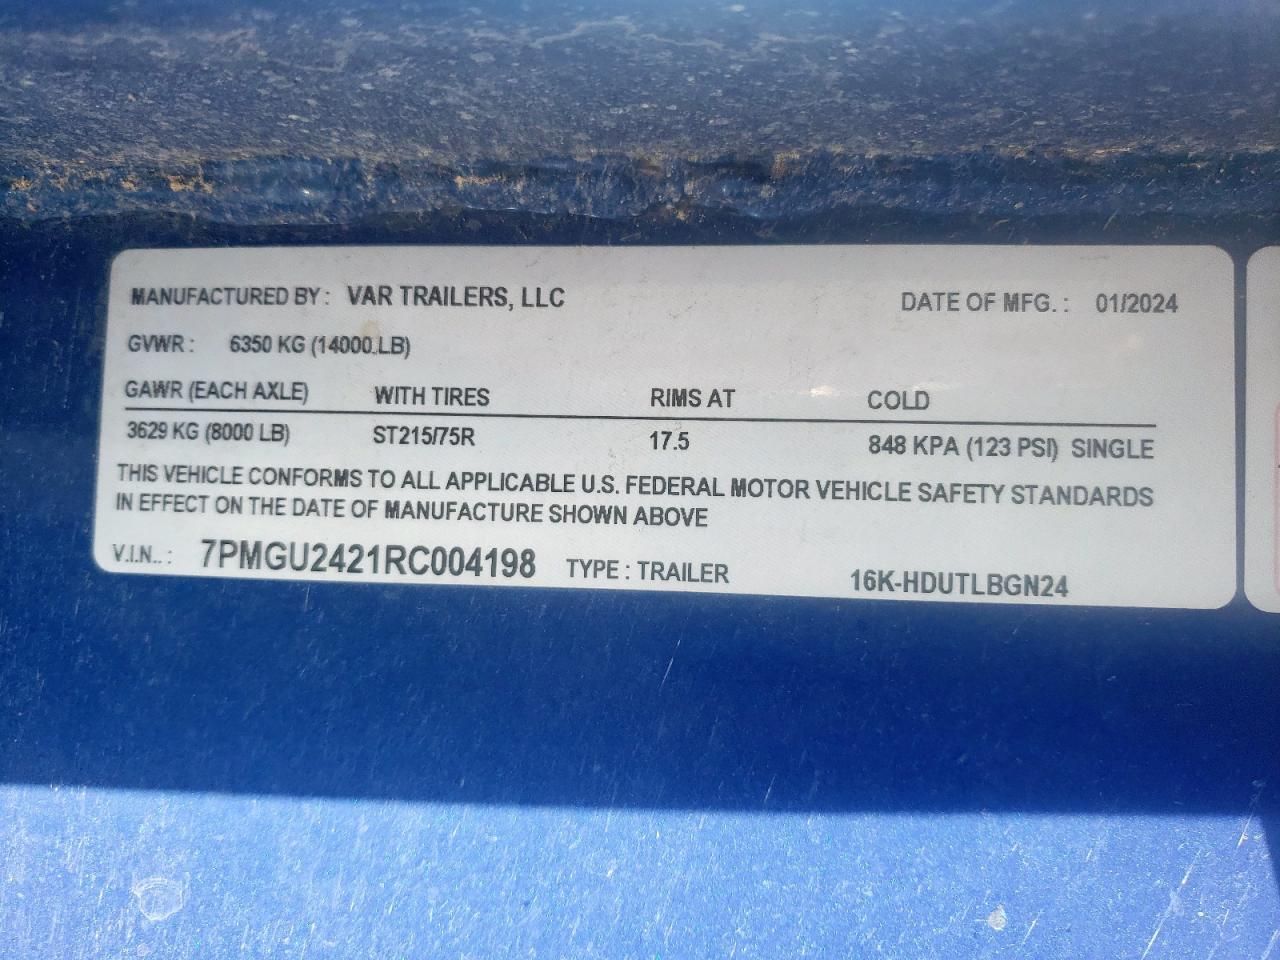 MANUFACTURED BY : VAR TRAILERS, LLC DATE OF MFG. : 01/2024
GVWR : 6350 KG (14000.LB)
GAWR (EACH AXLE) WITH TIRES RIMS AT COLD
3629 KG (8000 LB) ST215/75R 17.5 848 KPA (123 PSI) SINGLE
THIS VEHICLE CONFORMS TO ALL APPLICABLE U.S. FEDERAL MOTOR VEHICLE SAFETY STANDARDS
IN EFFECT ON THE DATE OF MANUFACTURE SHOWN ABOVE
V.I.N.. : 7PMGU2421RC004198 TYPE : TRAILER 16K-HDUTLBGN24